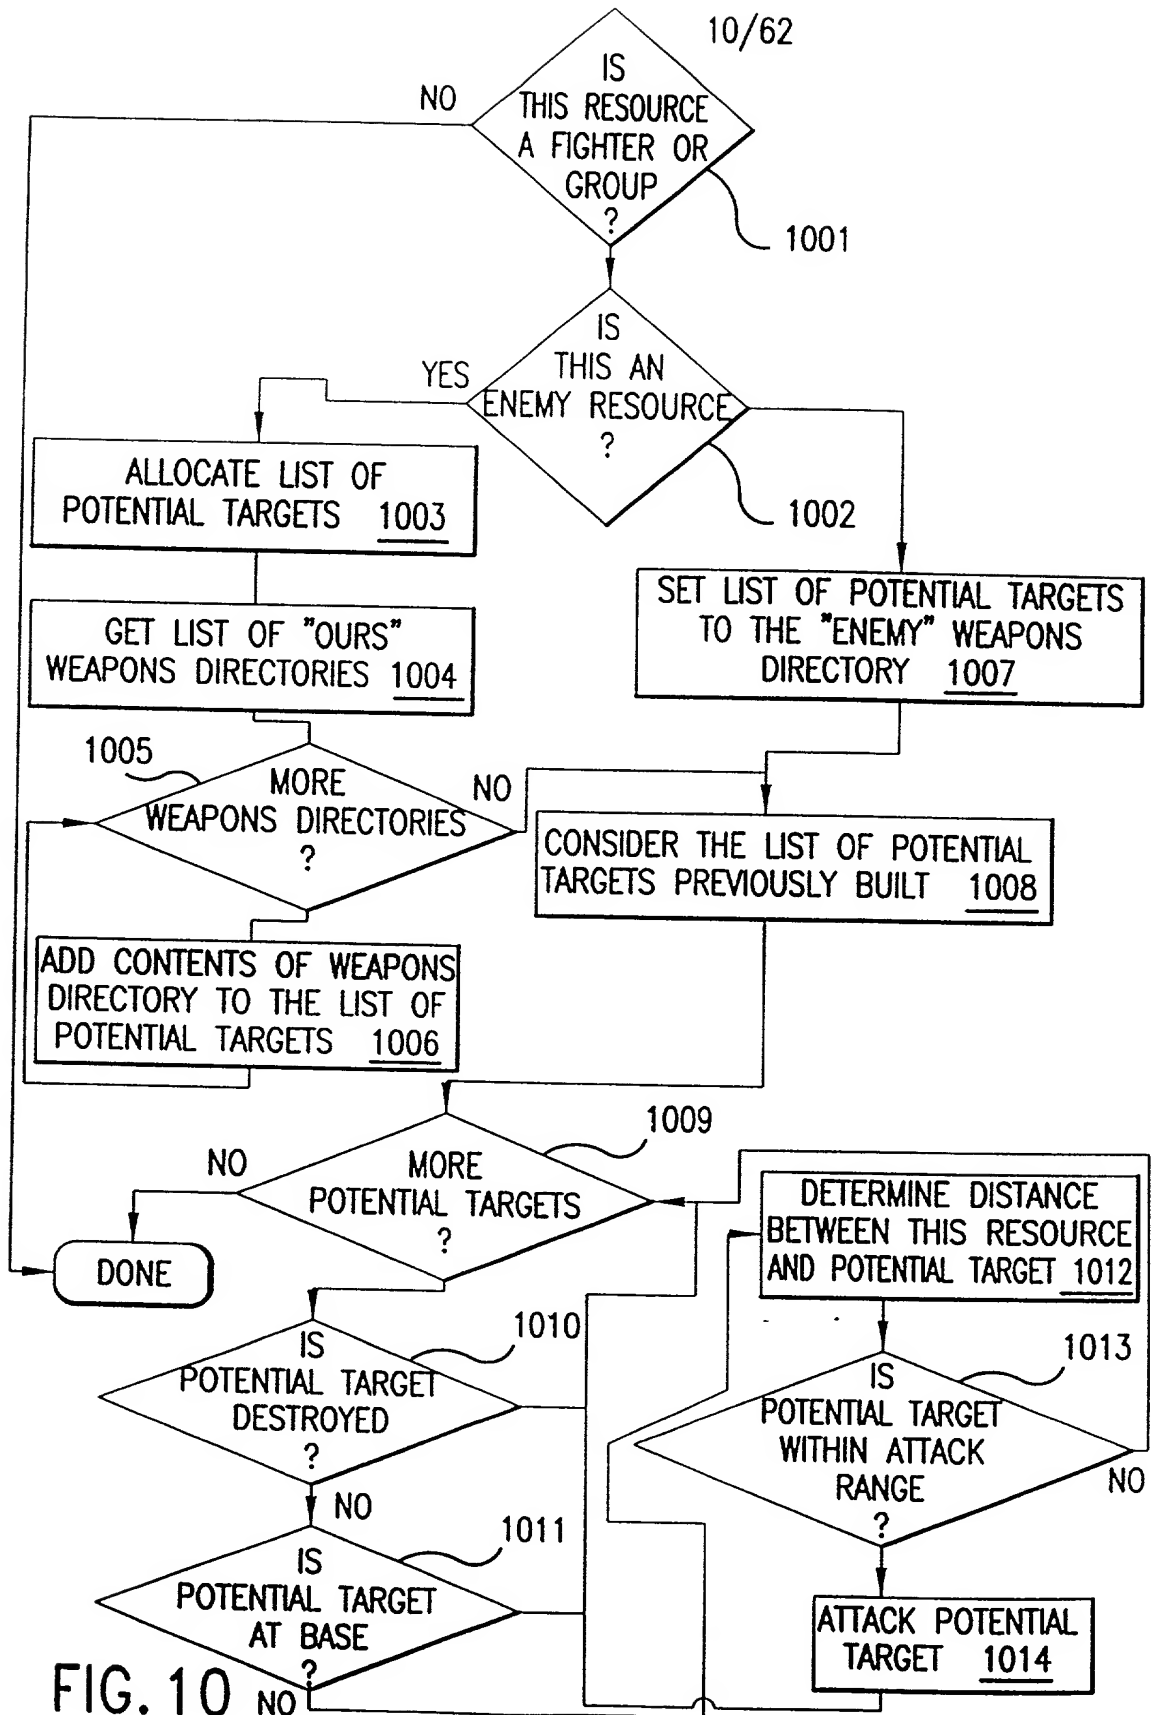 10/62
IS
THIS RESOURCE
A FIGHTER OR
GROUP
?
NO
1001
IS
THIS AN
ENEMY RESOURCE
?
YES
1002
ALLOCATE LIST OF
POTENTIAL TARGETS 1003
GET LIST OF "OURS"
WEAPONS DIRECTORIES 1004
SET LIST OF POTENTIAL TARGETS
TO THE "ENEMY" WEAPONS
DIRECTORY 1007
1005
MORE
WEAPONS DIRECTORIES
?
NO
CONSIDER THE LIST OF POTENTIAL
TARGETS PREVIOUSLY BUILT 1008
ADD CONTENTS OF WEAPONS
DIRECTORY TO THE LIST OF
POTENTIAL TARGETS 1006
1009
NO
MORE
POTENTIAL TARGETS
?
DONE
DETERMINE DISTANCE
BETWEEN THIS RESOURCE
AND POTENTIAL TARGET 1012
1010
IS
POTENTIAL TARGET
DESTROYED
?
NO
1013
IS
POTENTIAL TARGET
WITHIN ATTACK
RANGE
?
NO
1011
IS
POTENTIAL TARGET
AT BASE
?
NO
ATTACK POTENTIAL
TARGET 1014
FIG. 10